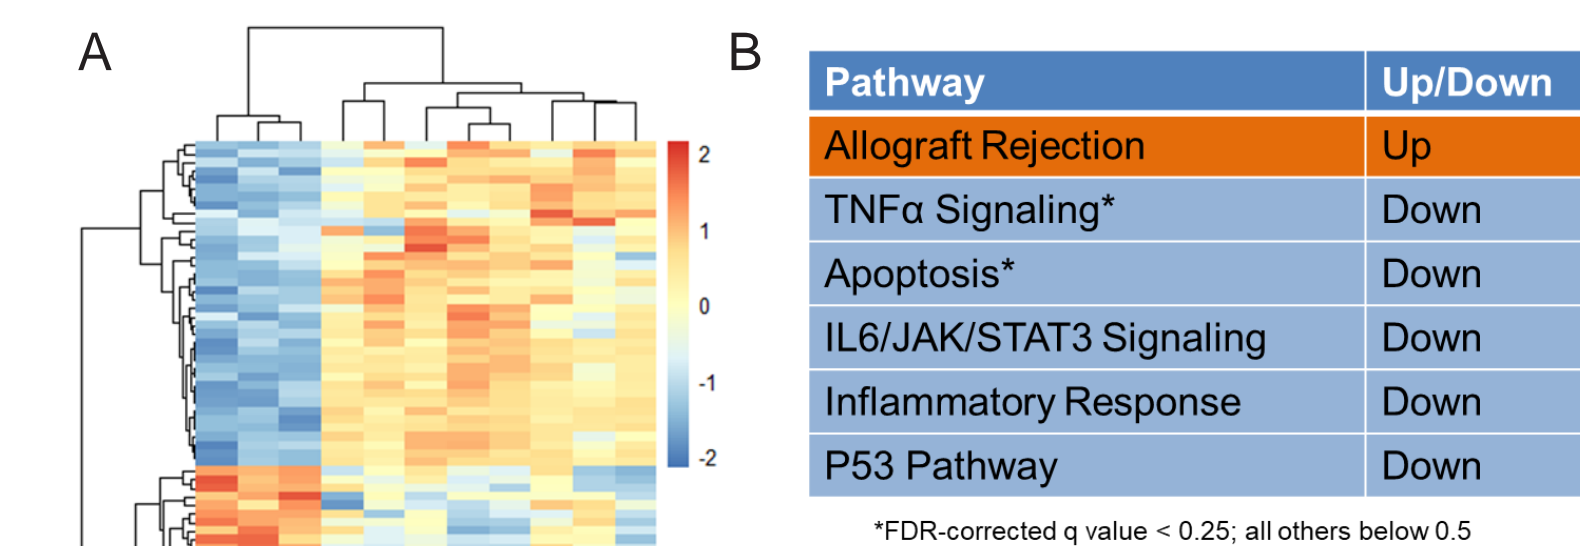 A
B
2
1
0
-1
-2
Pathway Up/Down
Allograft Rejection Up
TNFα Signaling* Down
Apoptosis* Down
IL6/JAK/STAT3 Signaling Down
Inflammatory Response Down
P53 Pathway Down
*FDR-corrected q value < 0.25; all others below 0.5